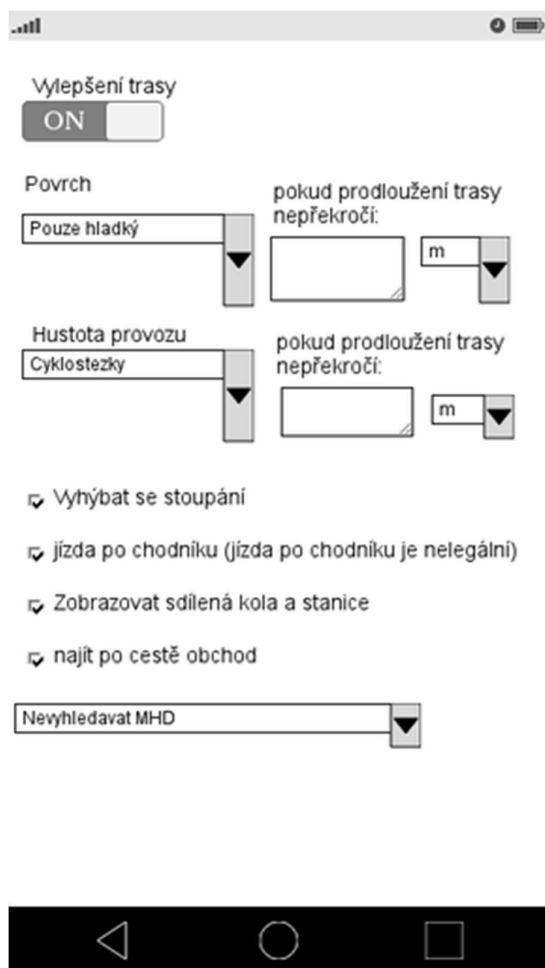 Vylepšení trasy
ON
Povrch
pokud prodloužení trasy
nepřekročí:
Pouze hladký
m
Hustota provozu
pokud prodloužení trasy
nepřekročí:
Cyklostezky
m
Vyhýbat se stoupání
jízda po chodníku (jízda po chodníku je nelegální)
Zobrazovat sdílená kola a stanice
najít po cestě obchod
Nevyhledavat MHD